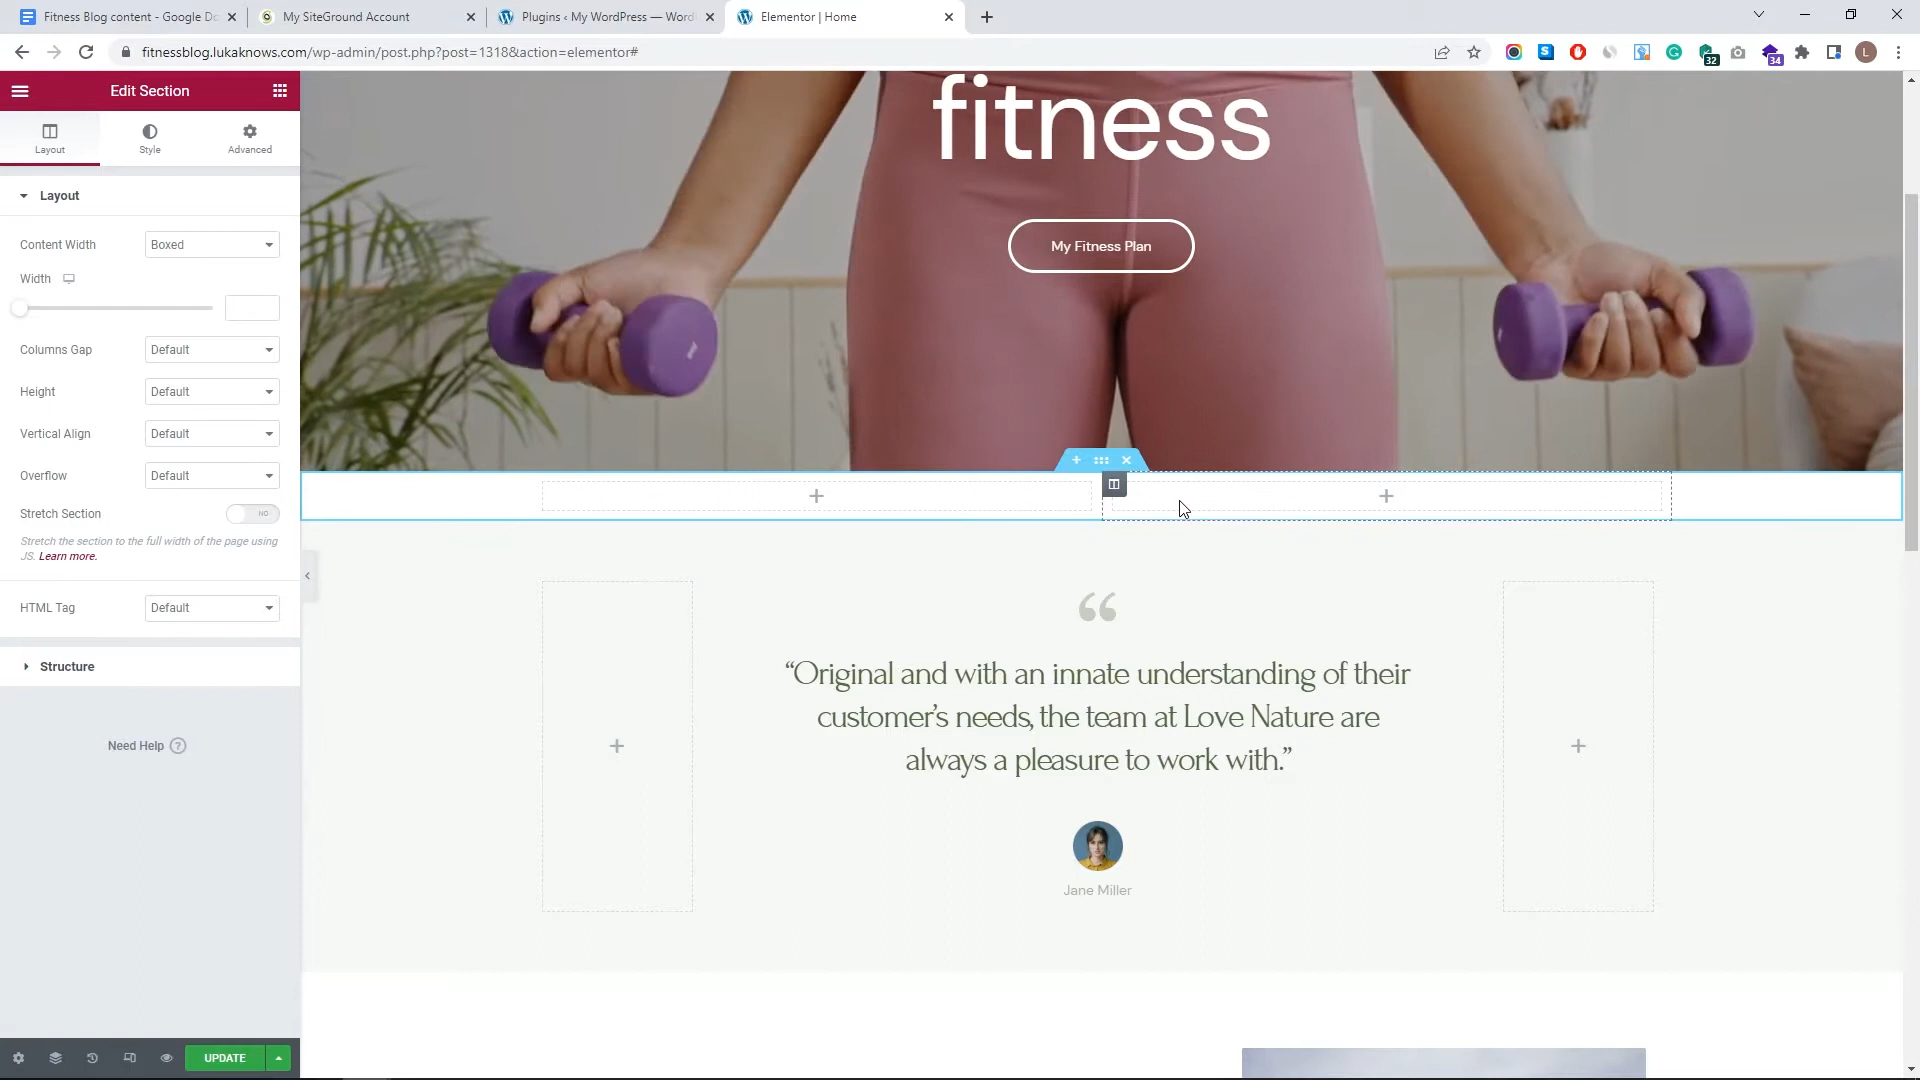 Fitness Blog content - Google Do
My SiteGround Account
Plugins ‹ My WordPress — Word
Elementor | Home
fitnessblog.lukaknows.com/wp-admin/post.php?post=1318&action=elementor#
32
34
L
Edit Section
Layout
Style
Advanced
Layout
Content Width
Boxed
Width
Columns Gap
Default
Height
Default
Vertical Align
Default
Overflow
Default
Stretch Section
NO
Stretch the section to the full width of the page using
JS. Learn more.
HTML Tag
Default
Structure
Need Help
UPDATE
fitness
My Fitness Plan
“Original and with an innate understanding of their
customer’s needs, the team at Love Nature are
always a pleasure to work with.”
Jane Miller